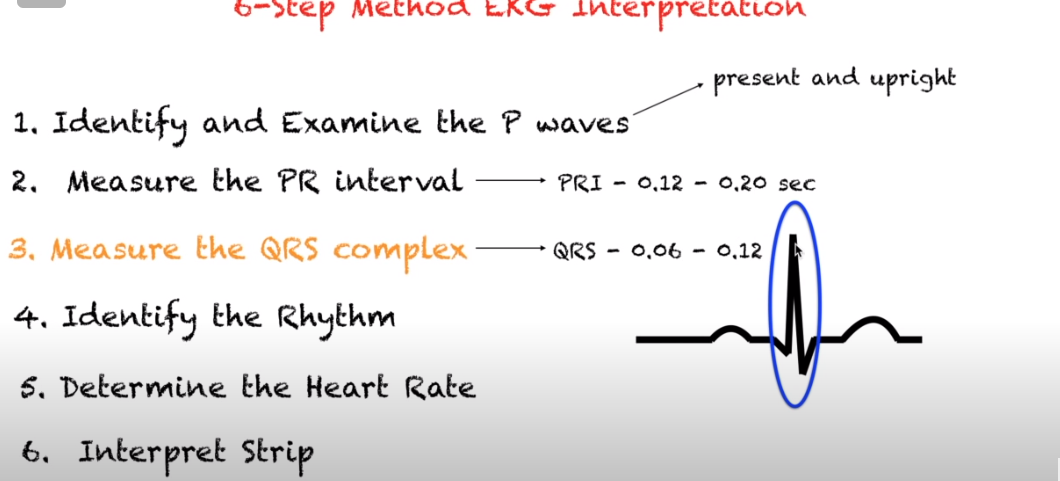 6-Step Method EKG Interpretation
present and upright
1. Identify and Examine the P waves
2. Measure the PR interval PRI - 0.12 - 0.20 sec
3. Measure the QRS complex QRS - 0.06 - 0.12
4. Identify the Rhythm
5. Determine the Heart Rate
6. Interpret Strip